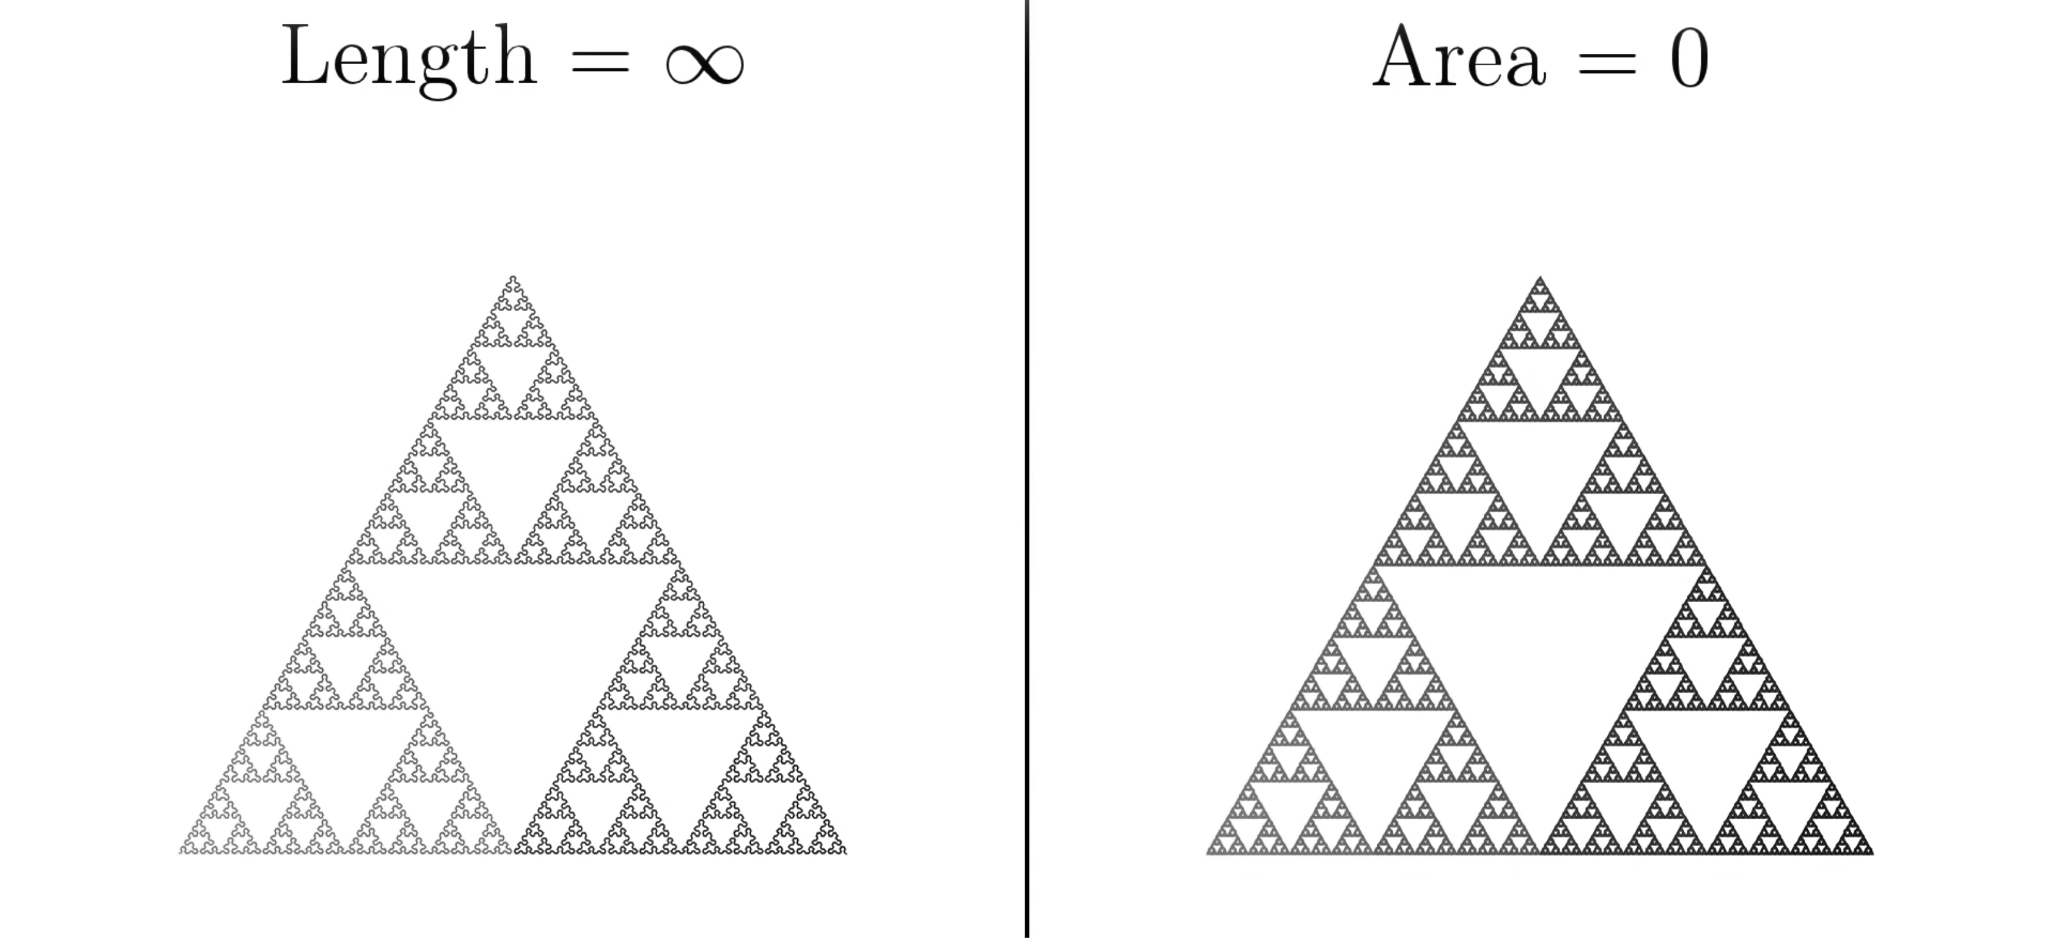 Length = ∞
Area = 0